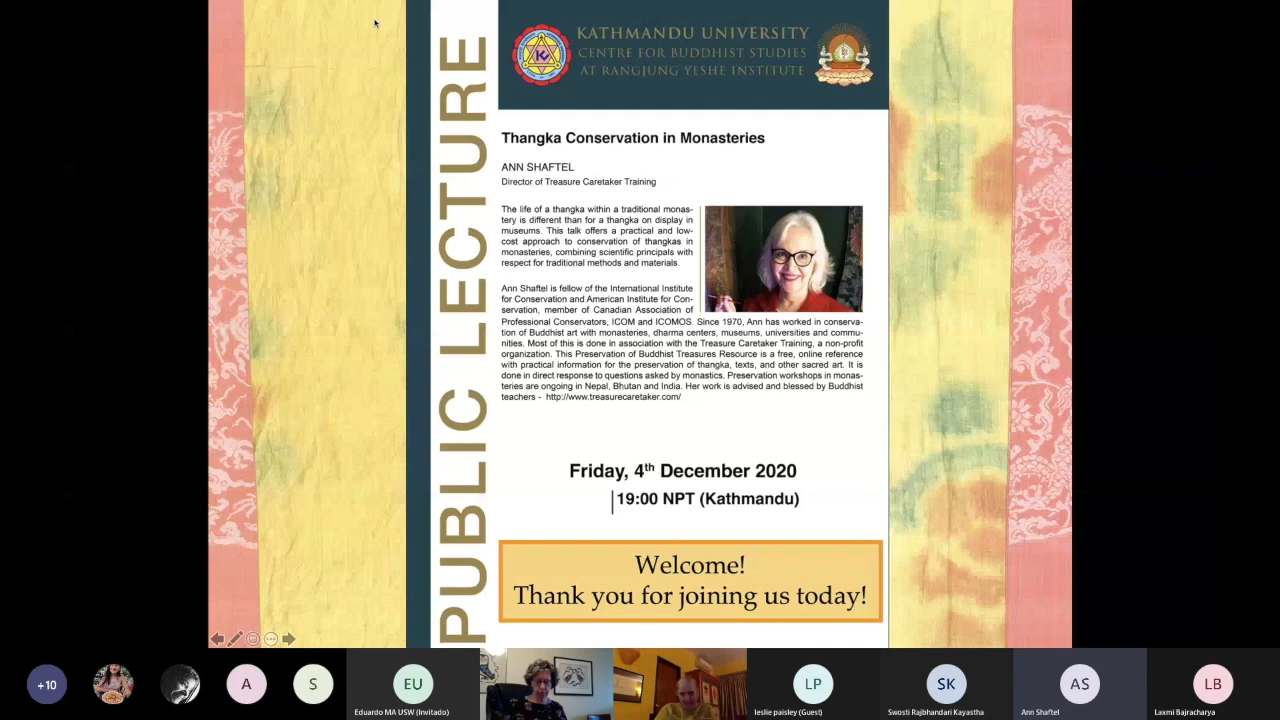 PUBLIC LECTURE
KATHMANDU UNIVERSITY
CENTRE FOR BUDDHIST STUDIES
AT RANGJUNG YESHE INSTITUTE
Thangka Conservation in Monasteries
ANN SHAFTEL
Director of Treasure Caretaker Training
The life of a thangka within a traditional monas-
tery is different than for a thangka on display in
museums. This talk offers a practical and low-
cost approach to conservation of thangkas in
monasteries, combining scientific principals with
respect for traditional methods and materials.
Ann Shaftel is fellow of the International Institute
for Conservation and American Institute for Con-
servation, member of Canadian Association of
Professional Conservators, ICOM and ICOMOS. Since 1970, Ann has worked in conserva-
tion of Buddhist art with monasteries, dharma centers, museums, universities and commu-
nities. Most of this is done in association with the Treasure Caretaker Training, a non-profit
organization. This Preservation of Buddhist Treasures Resource is a free, online reference
with practical information for the preservation of thangka, texts, and other sacred art. It is
done in direct response to questions asked by monastics. Preservation workshops in monas-
teries are ongoing in Nepal, Bhutan and India. Her work is advised and blessed by Buddhist
teachers - http://www.treasurecaretaker.com/
Friday, 4th December 2020
19:00 NPT (Kathmandu)
Welcome!
Thank you for joining us today!
+10
A
S
EU
Eduardo MA USW (Invitado)
LP
leslie paisley (Guest)
SK
Swosti Rajbhandari Kayastha
AS
Ann Shaftel
LB
Laxmi Bajracharya